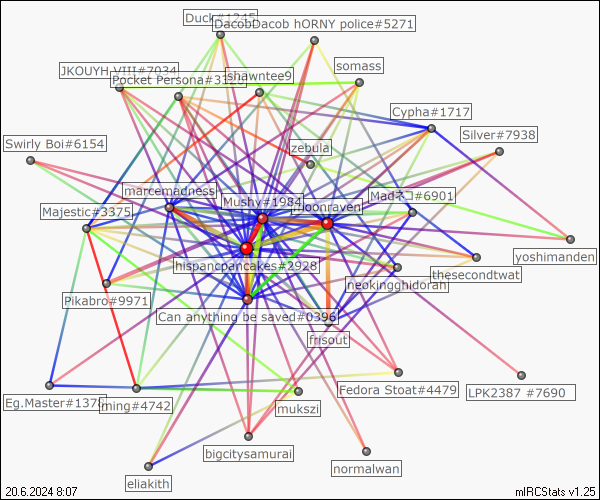 Duck#1245
DacobDacob hORNY police#5271
JKOUYH-VIII#7034
Pocket Persona#3326
shawntee9
somass
Cypha#1717
Silver#7938
Swirly Boi#6154
zebula
marcemadness
Mushy#1984
moonraven
Madネコ#6901
Majestic#3375
yoshimanden
hispancpancakes#2928
thesecondtwat
neokingghidorah
Pikabro#9971
Can anything be saved#0396
frisout
Eg.Master#1378
ming#4742
Fedora Stoat#4479
LPK2387 #7690
mukszi
bigcitysamurai
normalwan
eliakith
20.6.2024 8:07
mIRCStats v1.25